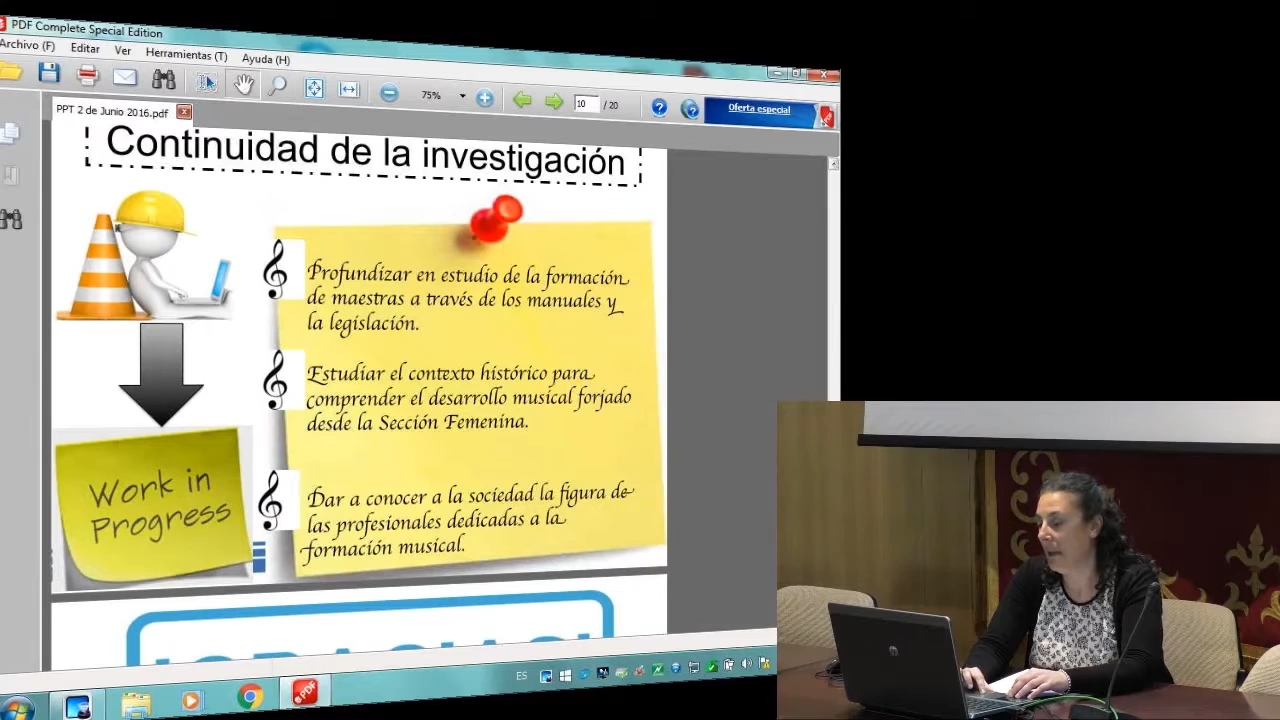 PDF Complete Special Edition
Archivo (F) Editar Ver Herramientas (T) Ayuda (H)
75% 10 / 20 Oferta especial
PPT 2 de Junio 2016.pdf
Continuidad de la investigación
Profundizar en estudio de la formación
de maestras a través de los manuales y
la legislación.
Estudiar el contexto histórico para
comprender el desarrollo musical forjado
desde la Sección Femenina.
Work in
Progress
Dar a conocer a la sociedad la figura de
las profesionales dedicadas a la
formación musical.
ES
PDF